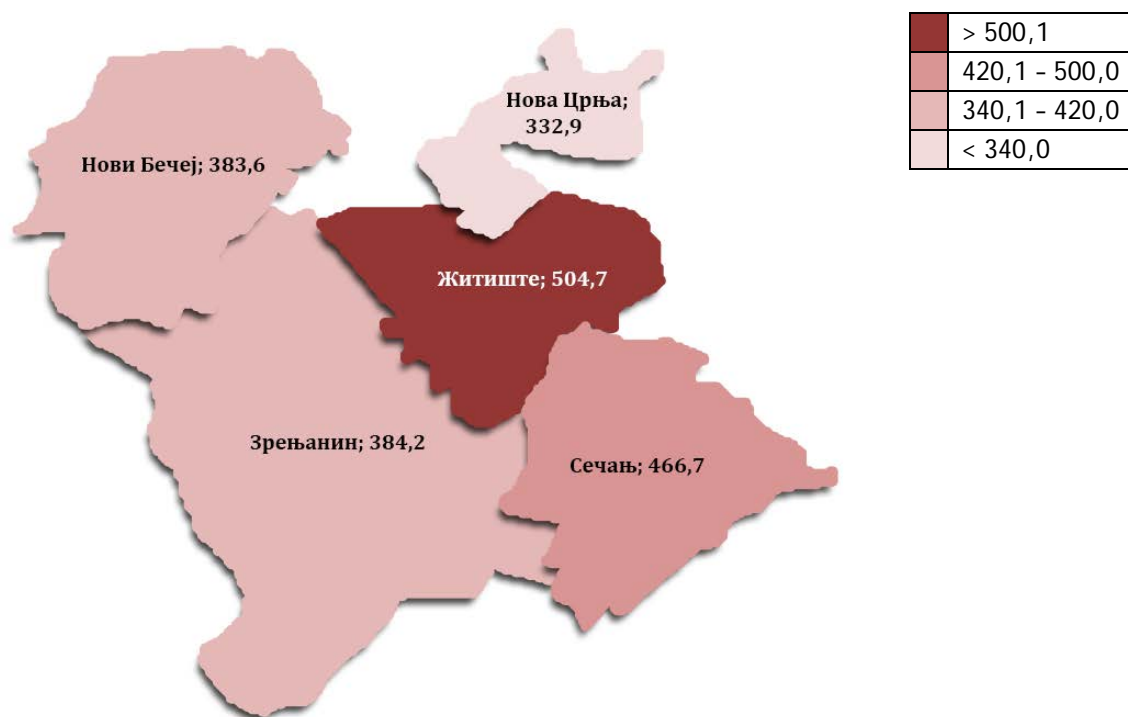 > 500,1
420,1 - 500,0
340,1 - 420,0
< 340,0
Нова Црња;
332,9
Нови Бечеј; 383,6
Житиште; 504,7
Зрењанин; 384,2
Сечањ; 466,7